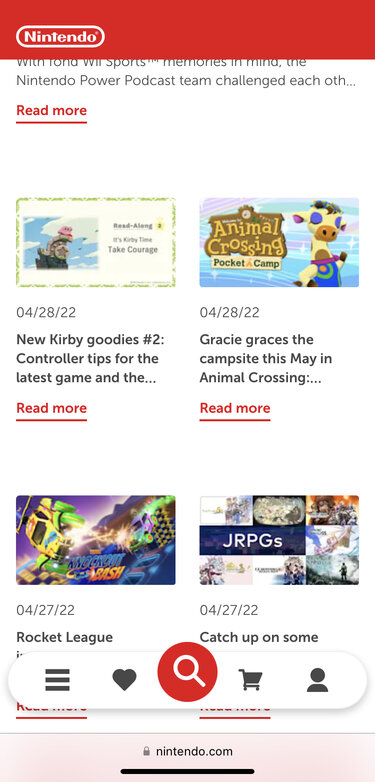 Nintendo
With fond Wii Sports™ memories in mind, the
Nintendo Power Podcast team challenged each oth...
Read more
Read-Along 2
It's Kirby Time
Take Courage
04/28/22
New Kirby goodies #2:
Controller tips for the
latest game and the...
Read more
Welcome to
Animal
Crossing
Pocket Camp
04/28/22
Gracie graces the
campsite this May in
Animal Crossing:...
Read more
Knockout
Bash
04/27/22
Rocket League
Read more
JRPGs
04/27/22
Catch up on some
Read more
nintendo.com